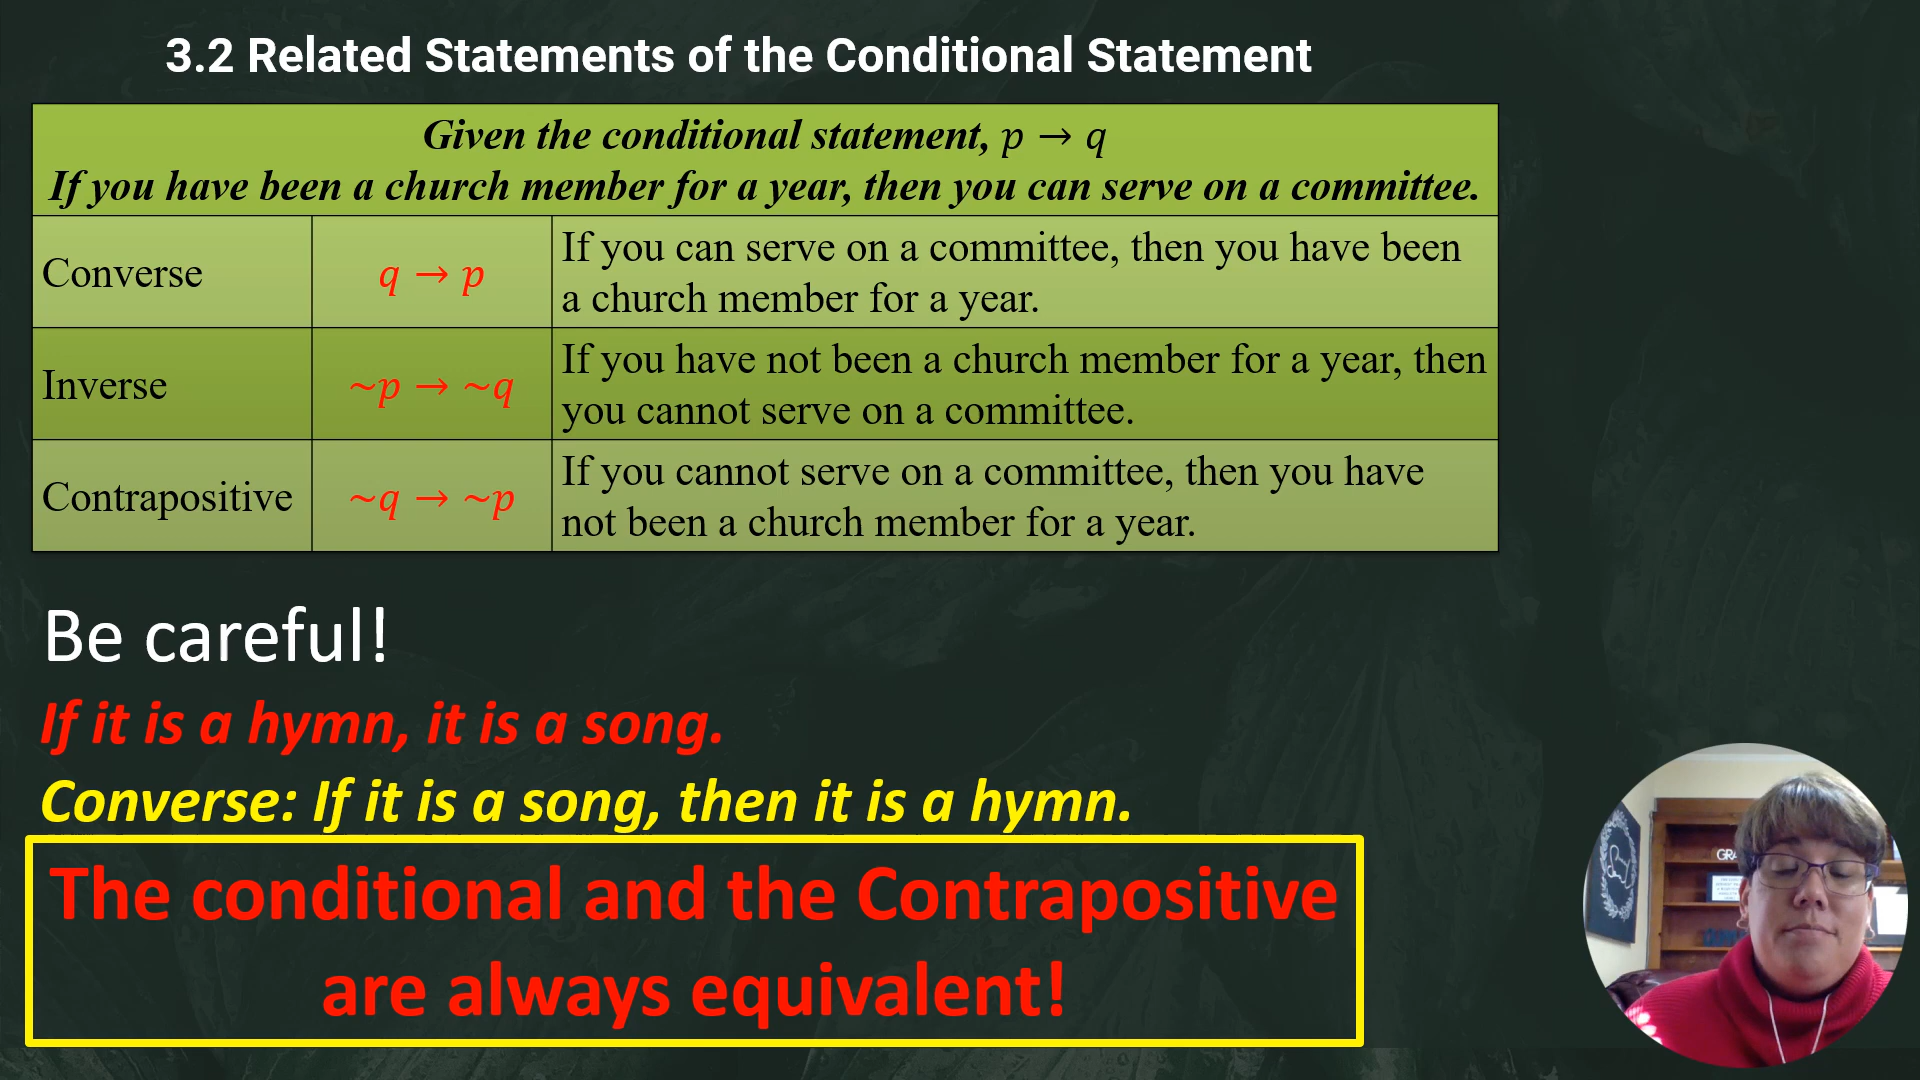 3.2 Related Statements of the Conditional Statement
Given the conditional statement, p → q
If you have been a church member for a year, then you can serve on a committee.
Converse
q → p
If you can serve on a committee, then you have been
a church member for a year.
Inverse
~p → ~q
If you have not been a church member for a year, then
you cannot serve on a committee.
Contrapositive
~q → ~p
If you cannot serve on a committee, then you have
not been a church member for a year.
Be careful!
If it is a hymn, it is a song.
Converse: If it is a song, then it is a hymn.
The conditional and the Contrapositive
are always equivalent!